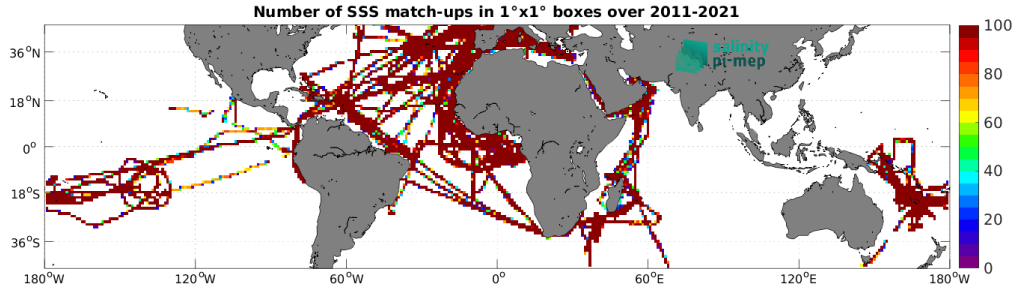 Number of SSS match-ups in 1°x1° boxes over 2011-2021
salinity
pi-mep
36°N
18°N
0°
18°S
36°S
180°W
120°W
60°W
0°
60°E
120°E
180°W
100
80
60
40
20
0